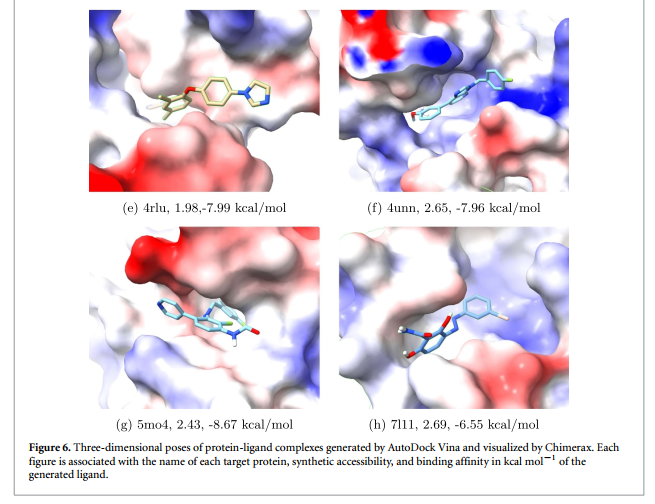 (e) 4rlu, 1.98,-7.99 kcal/mol
(f) 4unn, 2.65, -7.96 kcal/mol
(g) 5mo4, 2.43, -8.67 kcal/mol
(h) 7l11, 2.69, -6.55 kcal/mol
Figure 6. Three-dimensional poses of protein-ligand complexes generated by AutoDock Vina and visualized by Chimerax. Each
figure is associated with the name of each target protein, synthetic accessibility, and binding affinity in kcal mol⁻¹ of the
generated ligand.